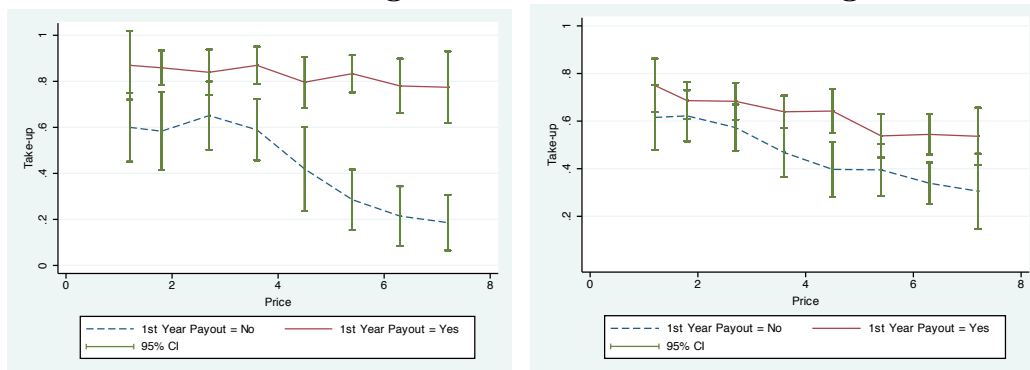 1
.8
.6
.4
.2
0
Take-up
0 2 4 6 8
Price
1st Year Payout = No 1st Year Payout = Yes
95% CI
1
.8
.6
.4
.2
Take-up
0 2 4 6 8
Price
1st Year Payout = No 1st Year Payout = Yes
95% CI